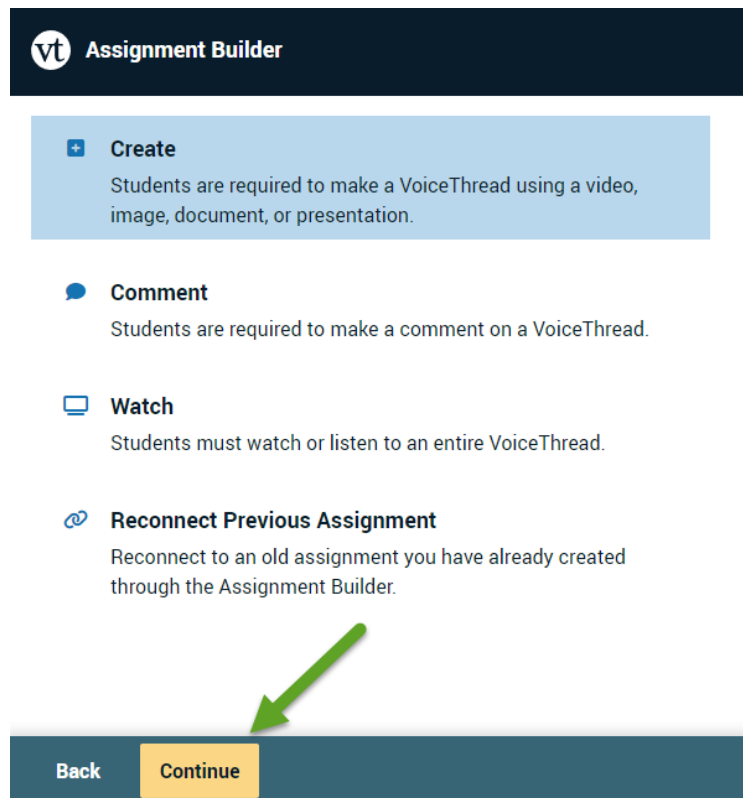 vt Assignment Builder
Create
Students are required to make a VoiceThread using a video,
image, document, or presentation.
Comment
Students are required to make a comment on a VoiceThread.
Watch
Students must watch or listen to an entire VoiceThread.
Reconnect Previous Assignment
Reconnect to an old assignment you have already created
through the Assignment Builder.
Back Continue